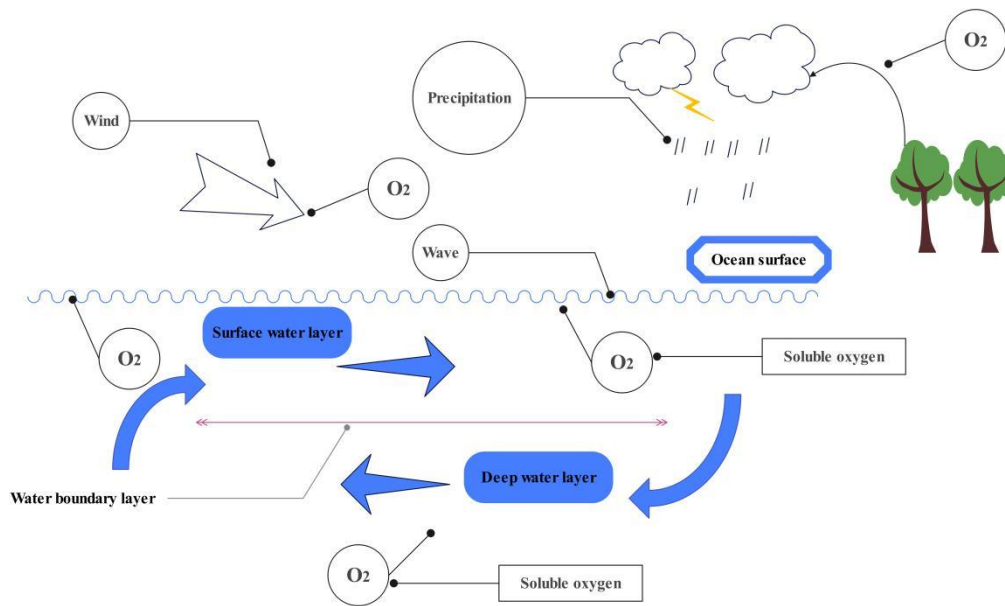 O2
Precipitation
Wind
O2
Wave
Ocean surface
Surface water layer
O2
O2
Soluble oxygen
Deep water layer
Water boundary layer
O2
Soluble oxygen